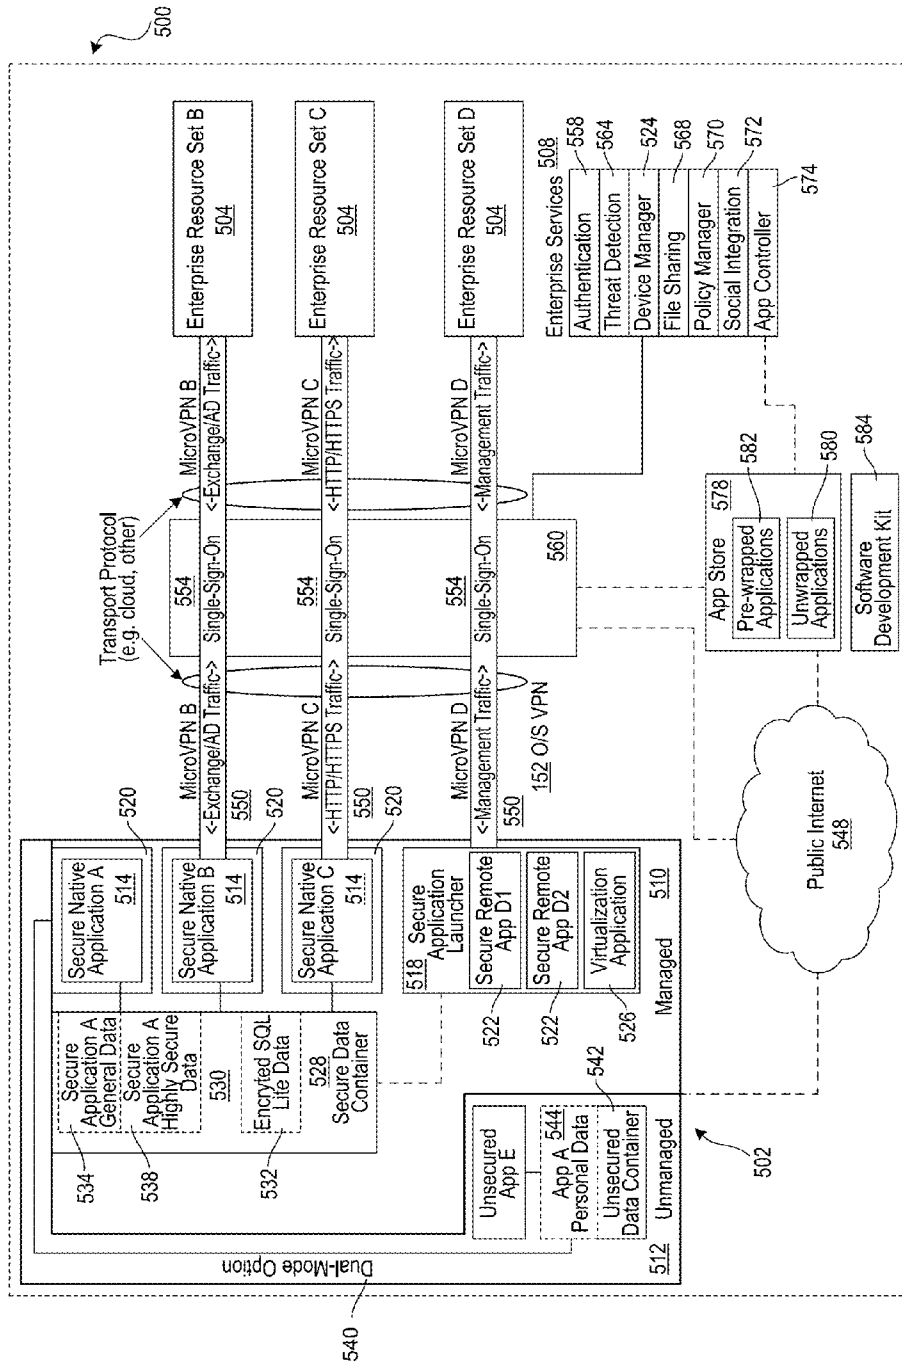 500
Enterprise Resource Set B
504
Enterprise Resource Set C
504
Enterprise Resource Set D
504
Enterprise Services
508
Authentication
558
Threat Detection
564
Device Manager
524
File Sharing
568
Policy Manager
570
Social Integration
572
App Controller
574
MicroVPN B
<-Exchange/AD Traffic->
MicroVPN C
<-HTTP/HTTPS Traffic->
MicroVPN D
<-Management Traffic->
Transport Protocol
(e.g. cloud, other)
554
Single-Sign-On
554
Single-Sign-On
554
Single-Sign-On
560
App Store
578
Pre-wrapped
Applications
582
Unwrapped
Applications
580
Software
Development Kit
584
MicroVPN B
<-Exchange/AD Traffic->
550
MicroVPN C
<-HTTP/HTTPS Traffic->
550
MicroVPN D
<-Management Traffic->
550
152 O/S VPN
Public Internet
548
Secure Native
Application A
514
520
Secure Native
Application B
514
520
Secure Native
Application C
514
520
518 Secure
Application
Launcher
Secure Remote
App D1
522
Secure Remote
App D2
522
Virtualization
Application
526
510
Managed
Secure
Application A
General Data
534
Secure
Application A
Highly Secure
Data
538
530
Encryted SQL
Life Data
532
528
Secure Data
Container
Unsecured
App E
App A
Personal Data
544
Unsecured
Data Container
542
512
Unmanaged
502
Dual-Mode Option
540